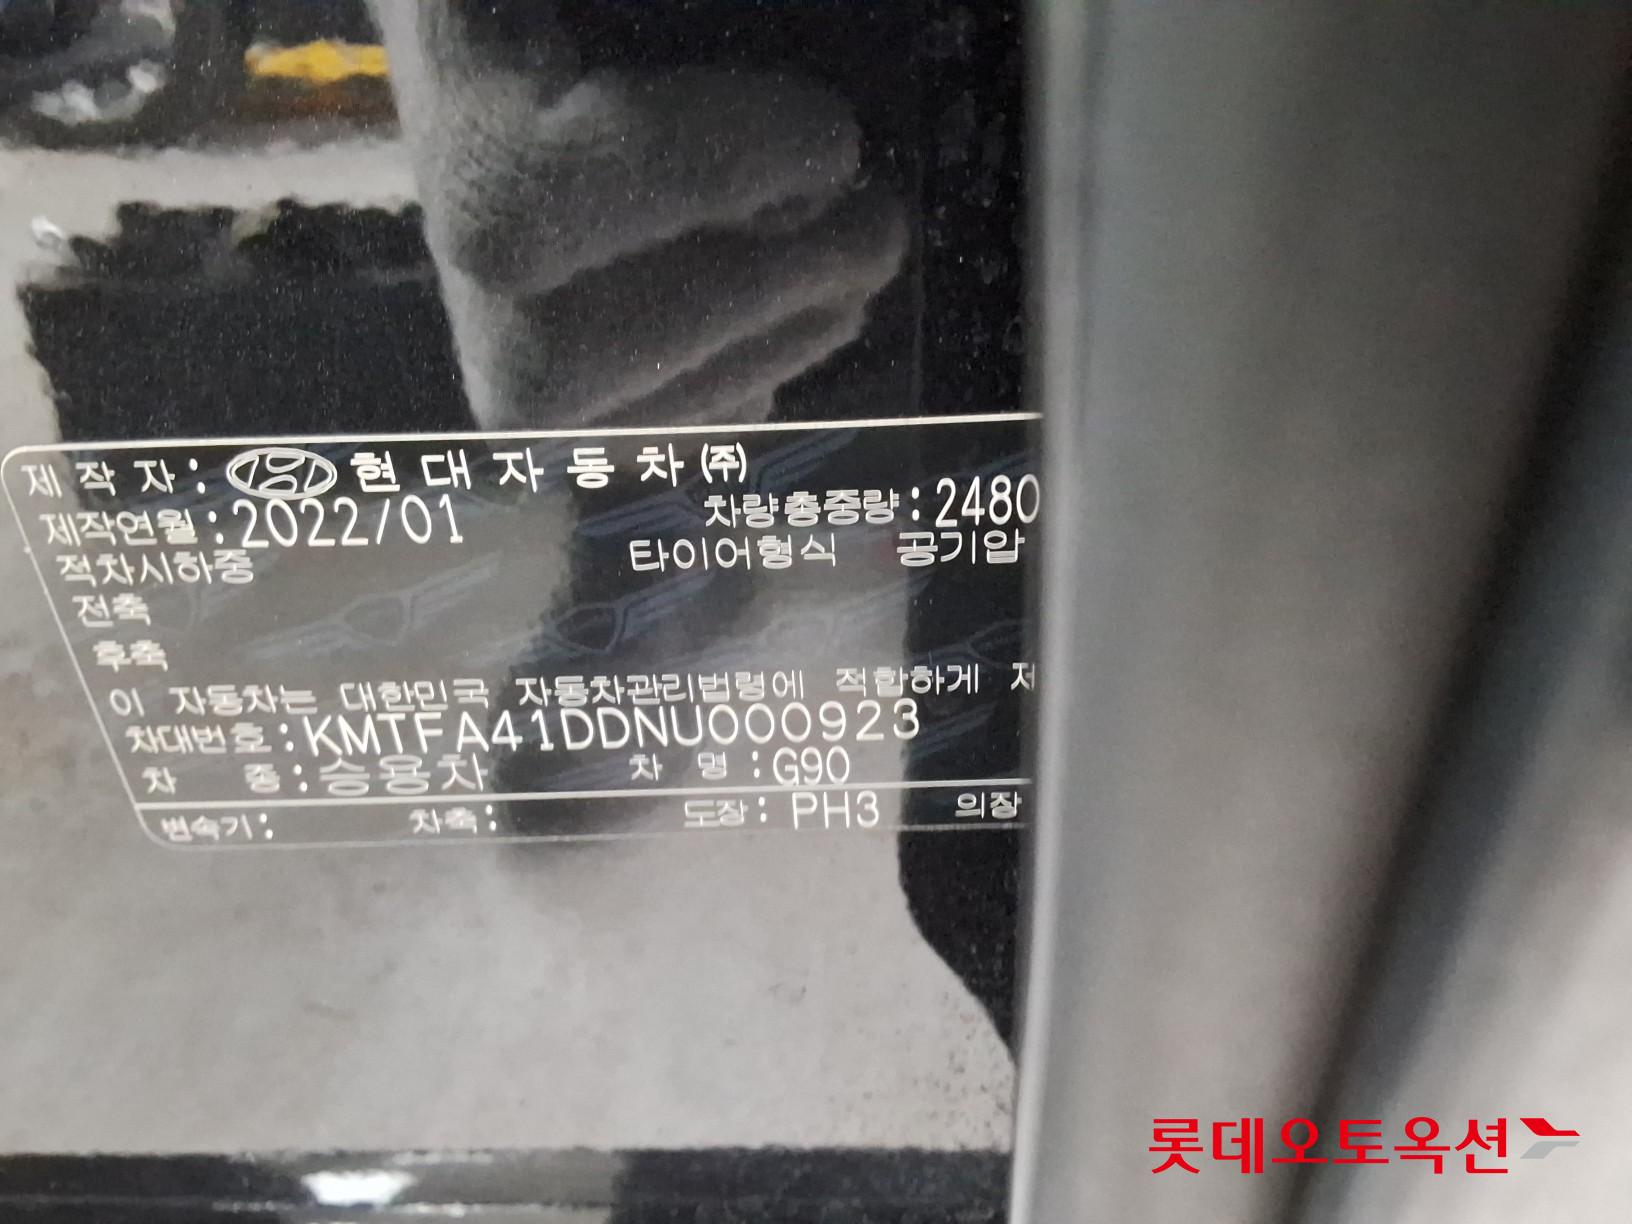 제 작 자 : 현 대 자 동 차 ㈜
제작연월 : 2022/01 차량총중량 : 2480
적차시하중 타이어형식 공기압
전축
후축
이 자동차는 대한민국 자동차관리법령에 적합하게 제
차대번호 : KMTFA41DDNU000923
차 종 : 승용차 차 명 : G90
변속기 : 차축 : 도장 : PH3 의장
롯데오토옥션